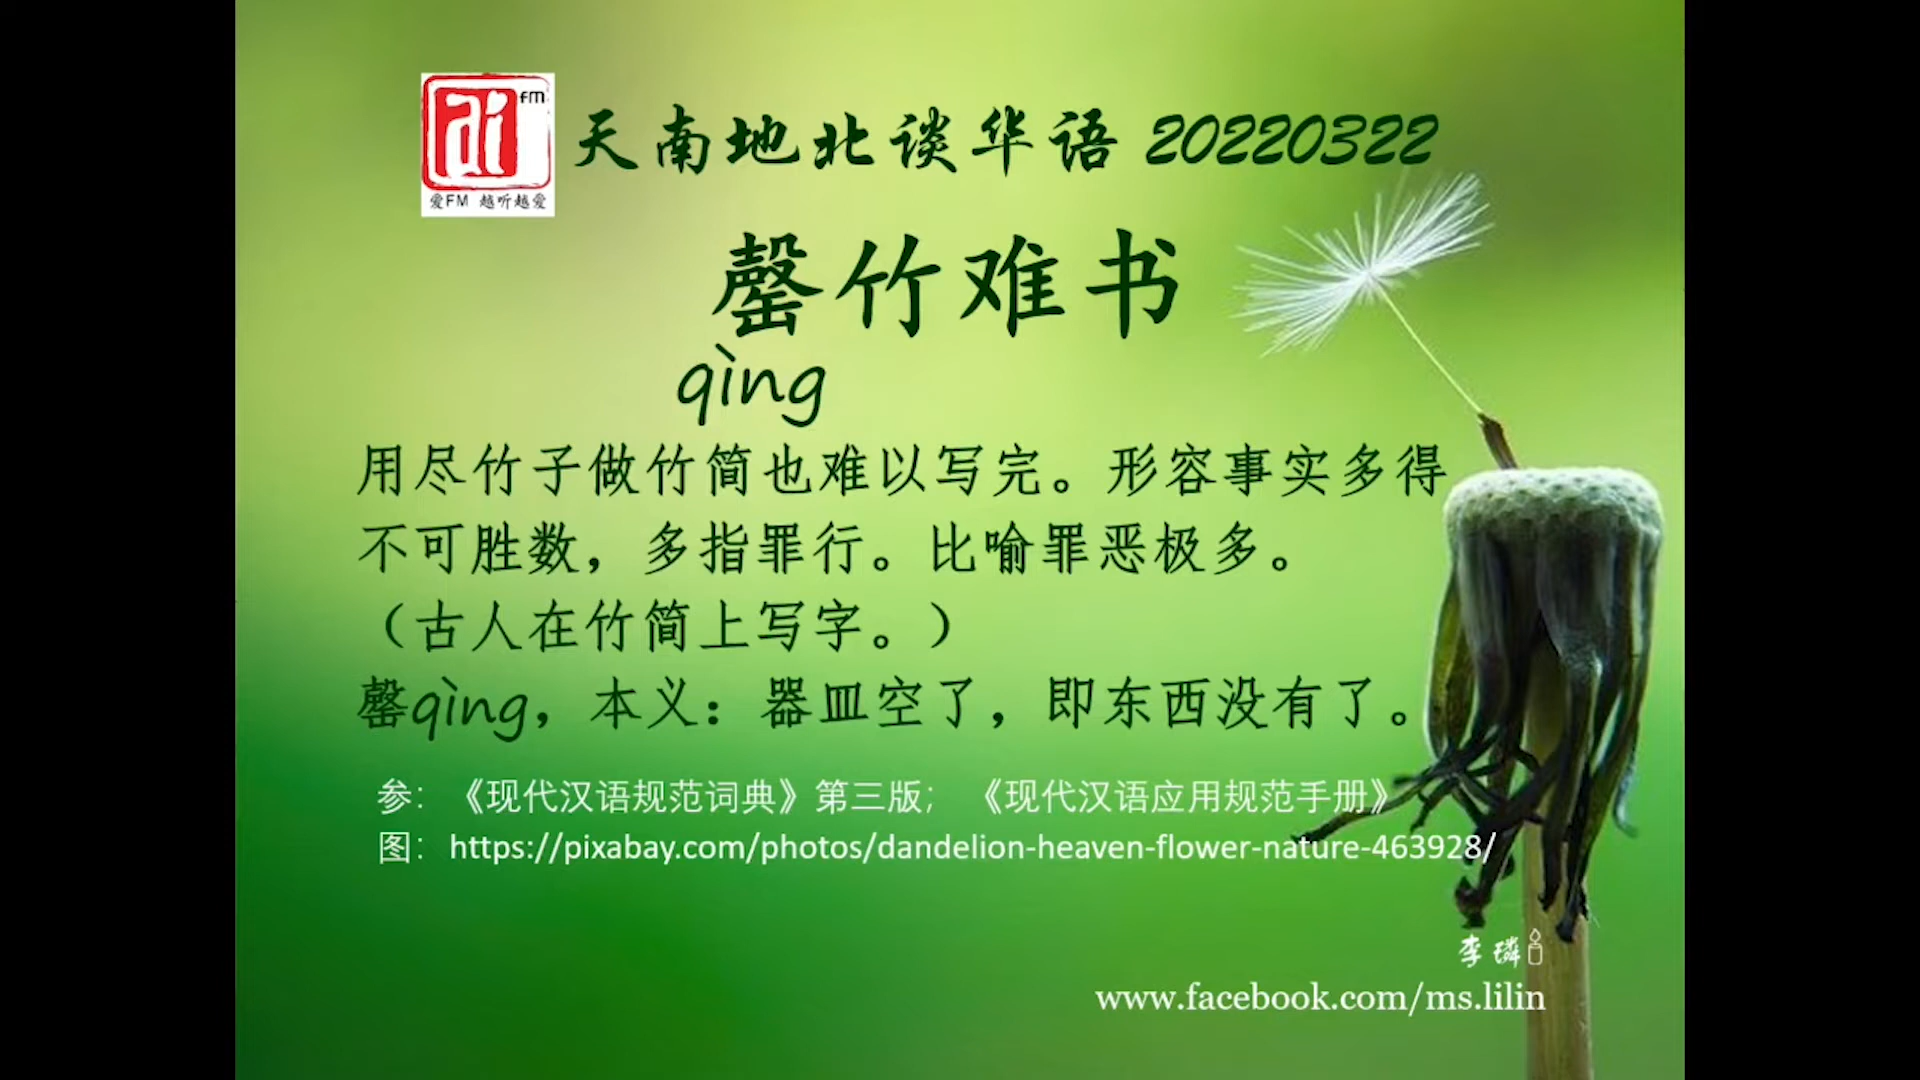 ai fm
爱FM 越听越爱
天南地北谈华语 20220322
罄竹难书
qìng
用尽竹子做竹简也难以写完。形容事实多得
不可胜数，多指罪行。比喻罪恶极多。
（古人在竹简上写字。）
罄qìng，本义：器皿空了，即东西没有了。
参：《现代汉语规范词典》第三版；《现代汉语应用规范手册》
图：https://pixabay.com/photos/dandelion-heaven-flower-nature-463928/
李璘
www.facebook.com/ms.lilin